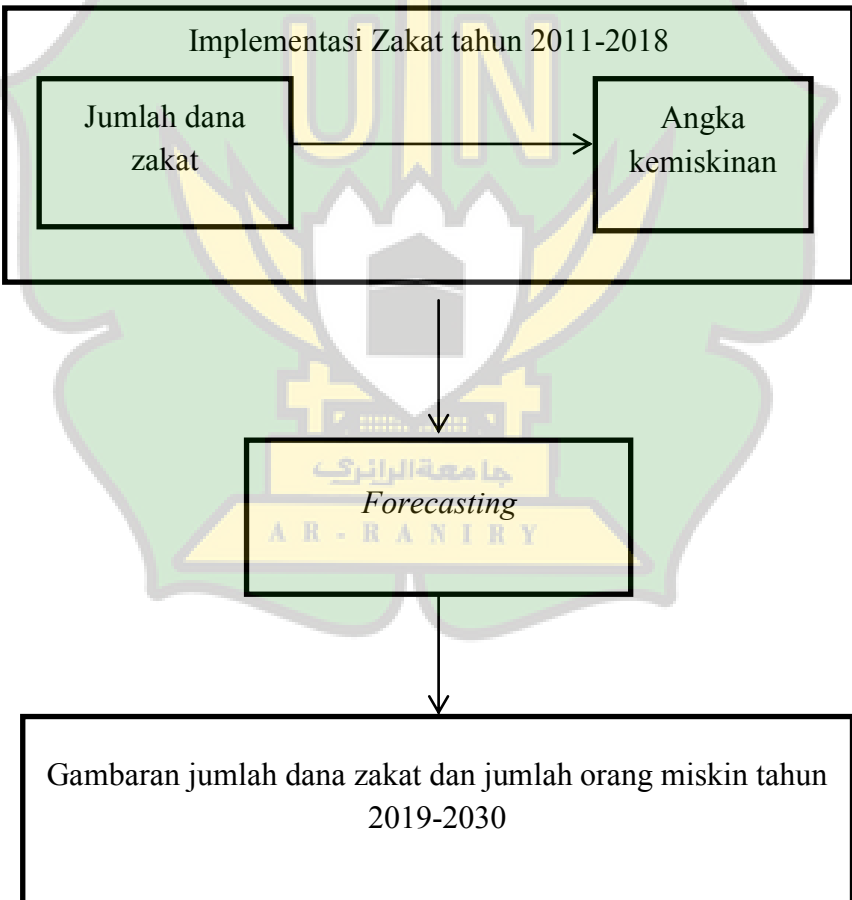 Implementasi Zakat tahun 2011-2018
UIN
Jumlah dana
zakat
Angka
kemiskinan
جامعة الرانري
Forecasting
AR-RANIRY
Gambaran jumlah dana zakat dan jumlah orang miskin tahun
2019-2030